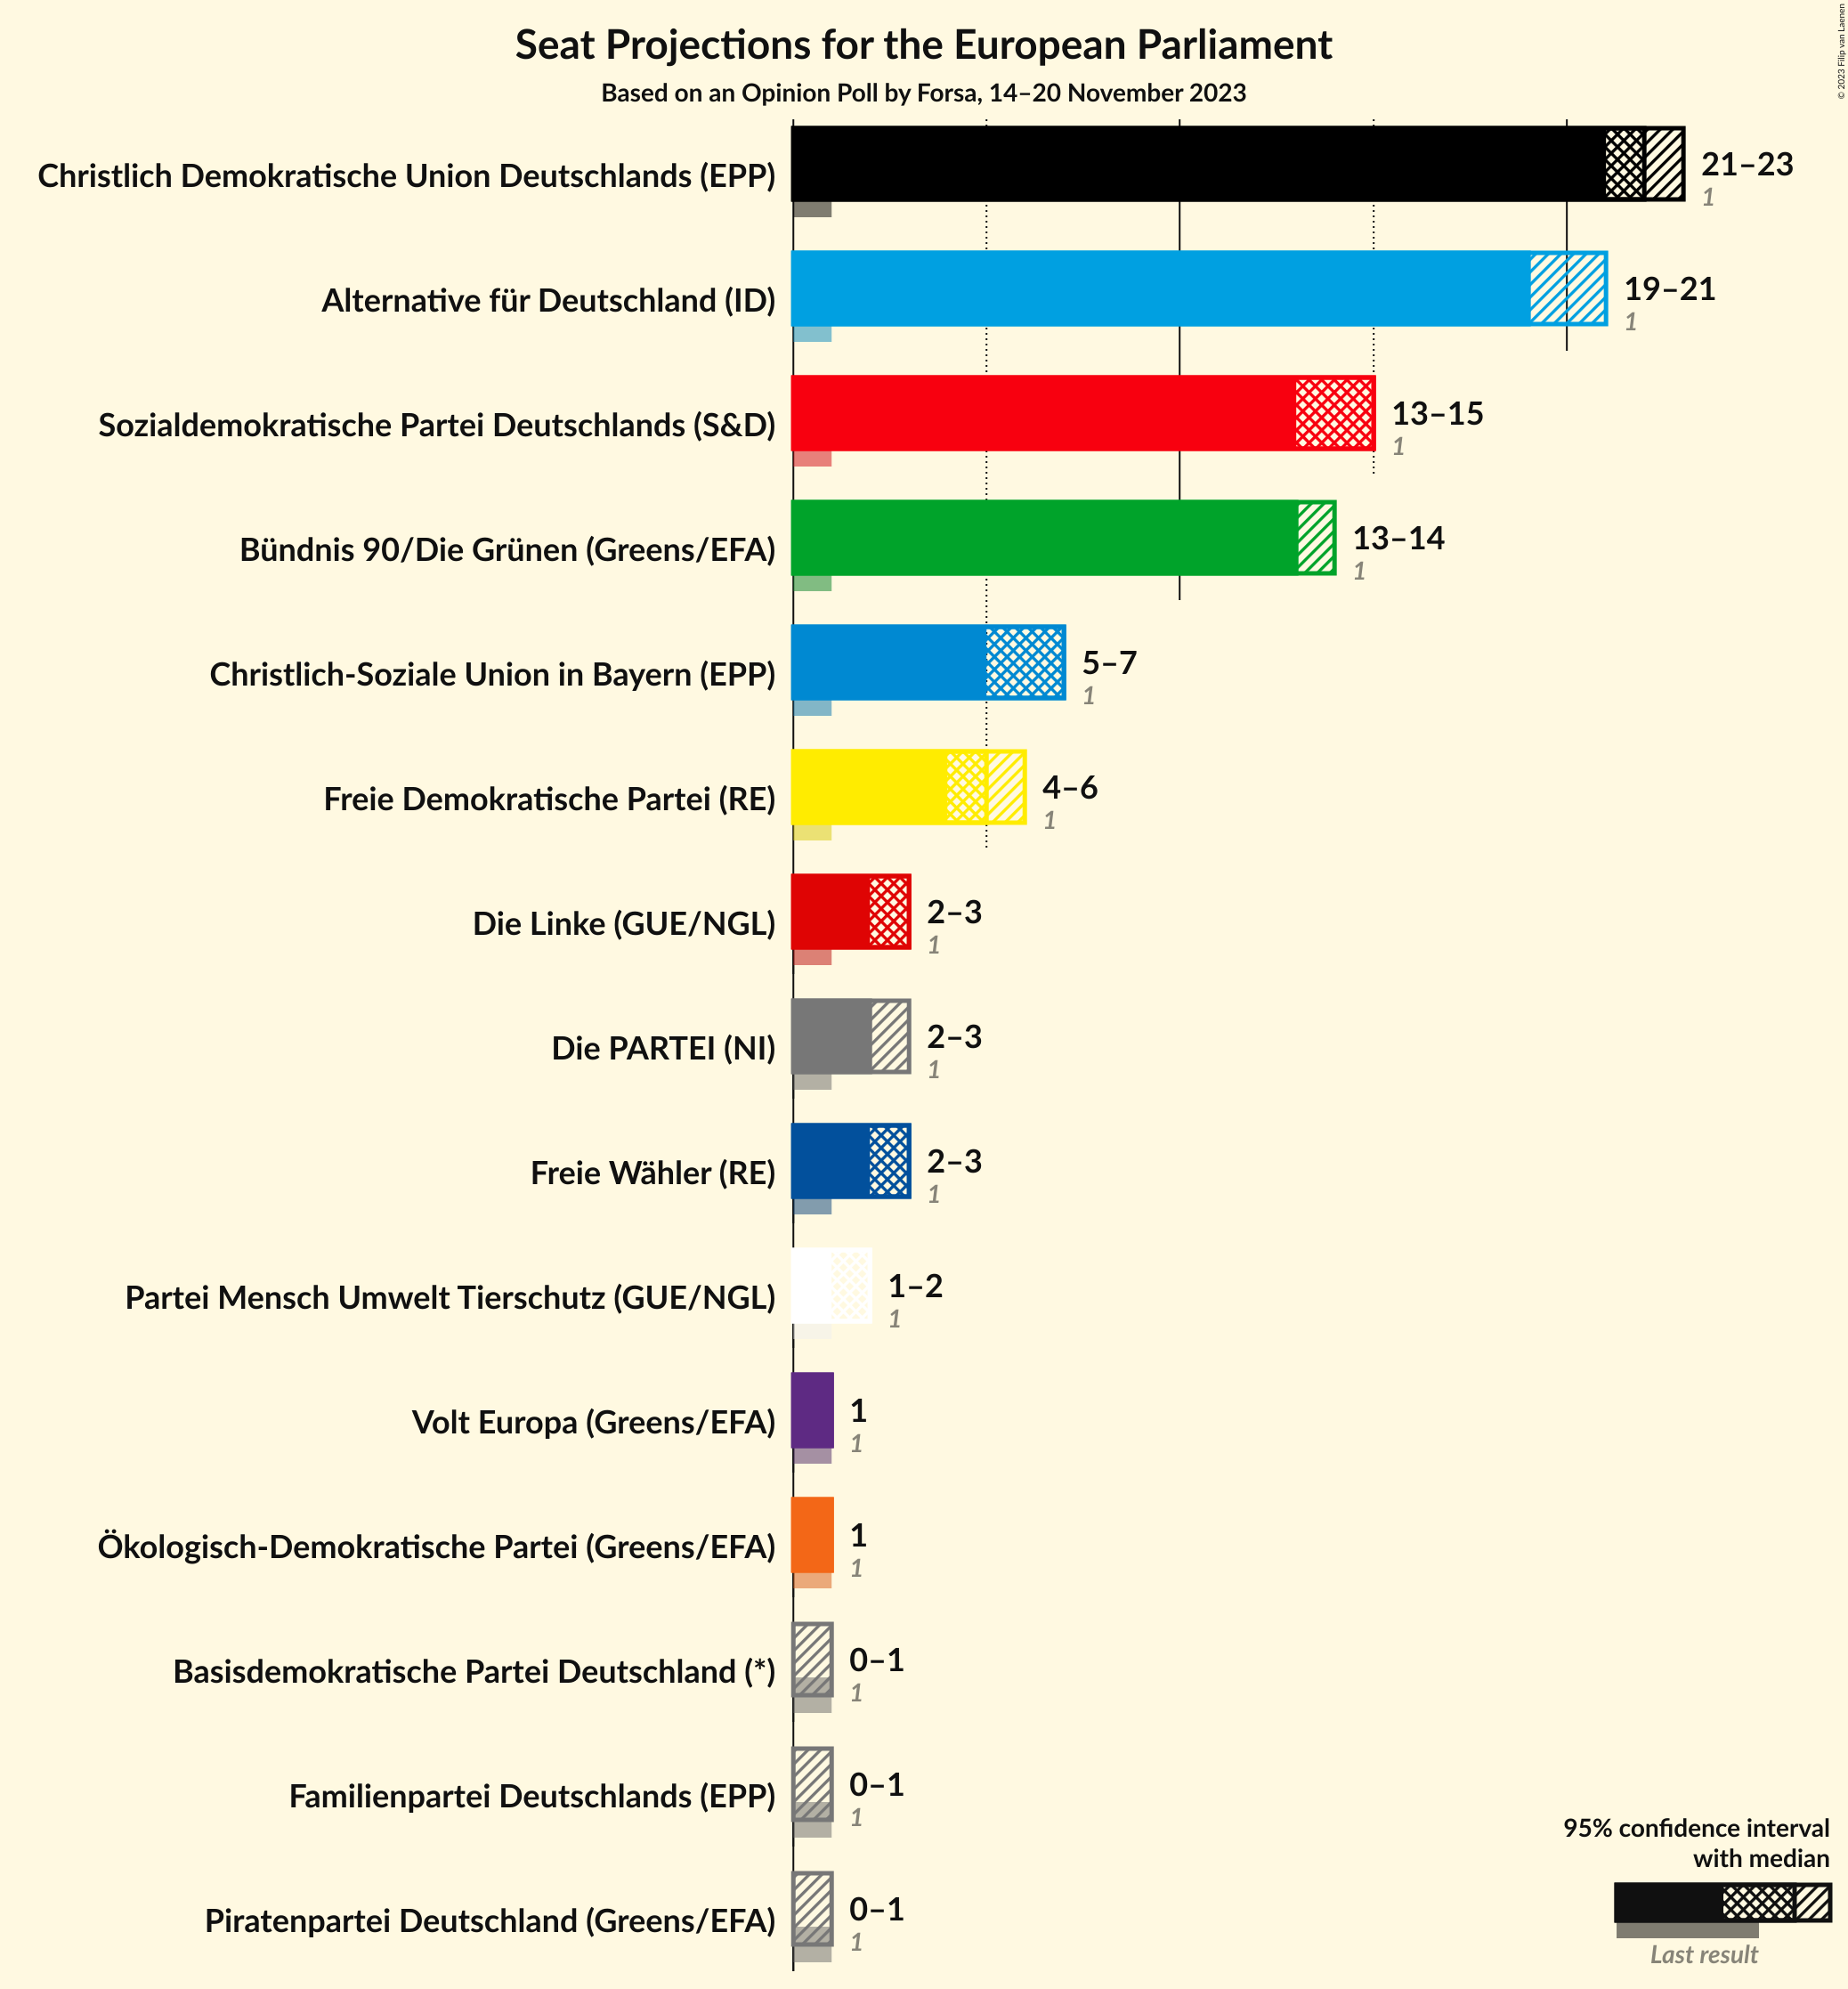 Seat Projections for the European Parliament
Based on an Opinion Poll by Forsa, 14–20 November 2023
© 2023 Filip van Laenen
Christlich Demokratische Union Deutschlands (EPP)
21–23
1
Alternative für Deutschland (ID)
19–21
1
Sozialdemokratische Partei Deutschlands (S&D)
13–15
1
Bündnis 90/Die Grünen (Greens/EFA)
13–14
1
Christlich-Soziale Union in Bayern (EPP)
5–7
1
Freie Demokratische Partei (RE)
4–6
1
Die Linke (GUE/NGL)
2–3
1
Die PARTEI (NI)
2–3
1
Freie Wähler (RE)
2–3
1
Partei Mensch Umwelt Tierschutz (GUE/NGL)
1–2
1
Volt Europa (Greens/EFA)
1
1
Ökologisch-Demokratische Partei (Greens/EFA)
1
1
Basisdemokratische Partei Deutschland (*)
0–1
1
Familienpartei Deutschlands (EPP)
0–1
1
Piratenpartei Deutschland (Greens/EFA)
0–1
1
95% confidence interval
with median
Last result